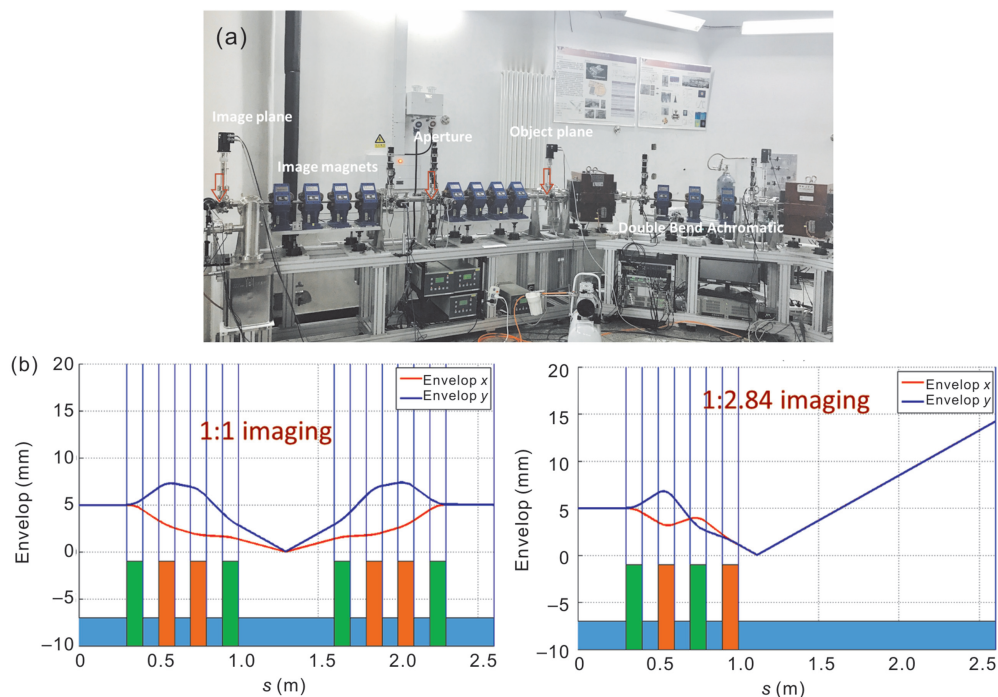 (a)
Image plane
Image magnets
Aperture
Object plane
Double Bend Achromatic
(b)
20
15
10
5
0
−5
−10
Envelop (mm)
Envelop x
Envelop y
1:1 imaging
0
0.5
1.0
1.5
2.0
2.5
s (m)
20
15
10
5
0
−5
−10
Envelop (mm)
Envelop x
Envelop y
1:2.84 imaging
0
0.5
1.0
1.5
2.0
2.5
s (m)